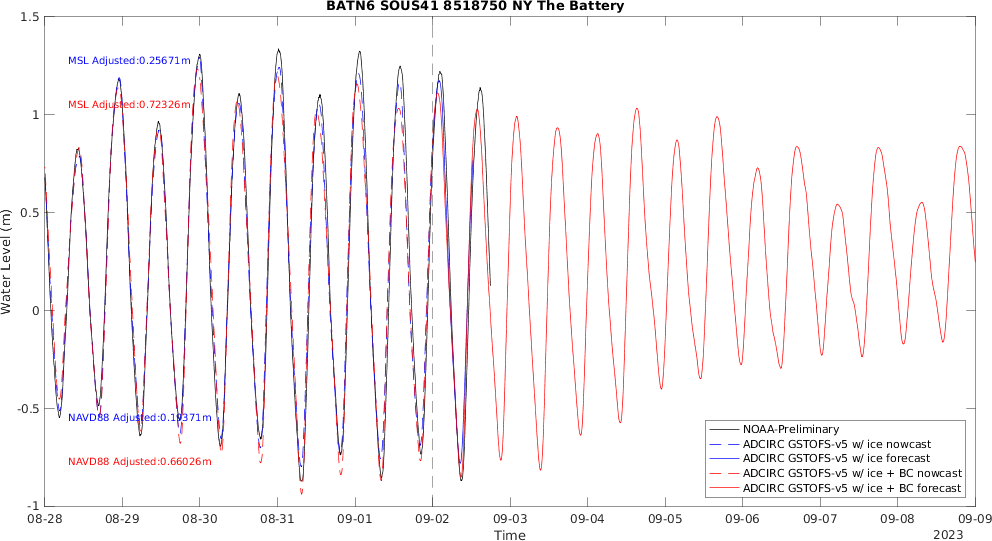 BATN6 SOUS41 8518750 NY The Battery
1.5
1
0.5
0
-0.5
-1
Water Level (m)
MSL Adjusted:0.25671m
MSL Adjusted:0.72326m
NAVD88 Adjusted:0.19371m
NAVD88 Adjusted:0.66026m
NOAA-Preliminary
ADCIRC GSTOFS-v5 w/ ice nowcast
ADCIRC GSTOFS-v5 w/ ice forecast
ADCIRC GSTOFS-v5 w/ ice + BC nowcast
ADCIRC GSTOFS-v5 w/ ice + BC forecast
08-28 08-29 08-30 08-31 09-01 09-02 09-03 09-04 09-05 09-06 09-07 09-08 09-09
Time
2023